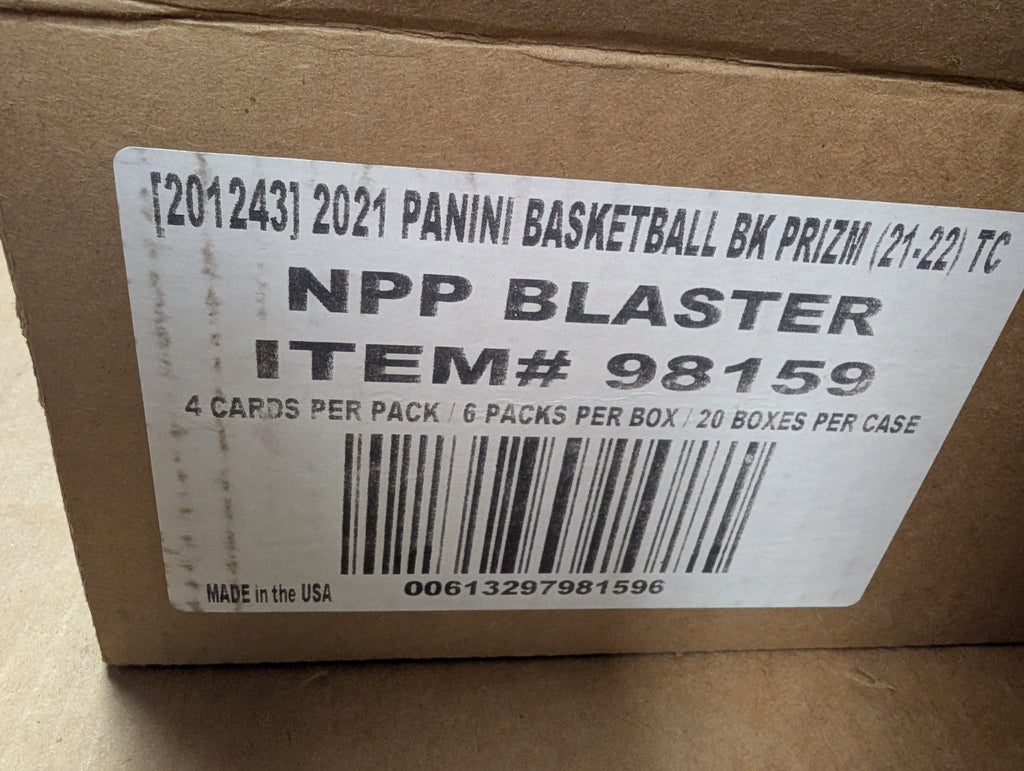 [201243] 2021 PANINI BASKETBALL BK PRIZM (21-22) TC
NPP BLASTER
ITEM# 98159
4 CARDS PER PACK / 6 PACKS PER BOX / 20 BOXES PER CASE
MADE in the USA
00613297981596